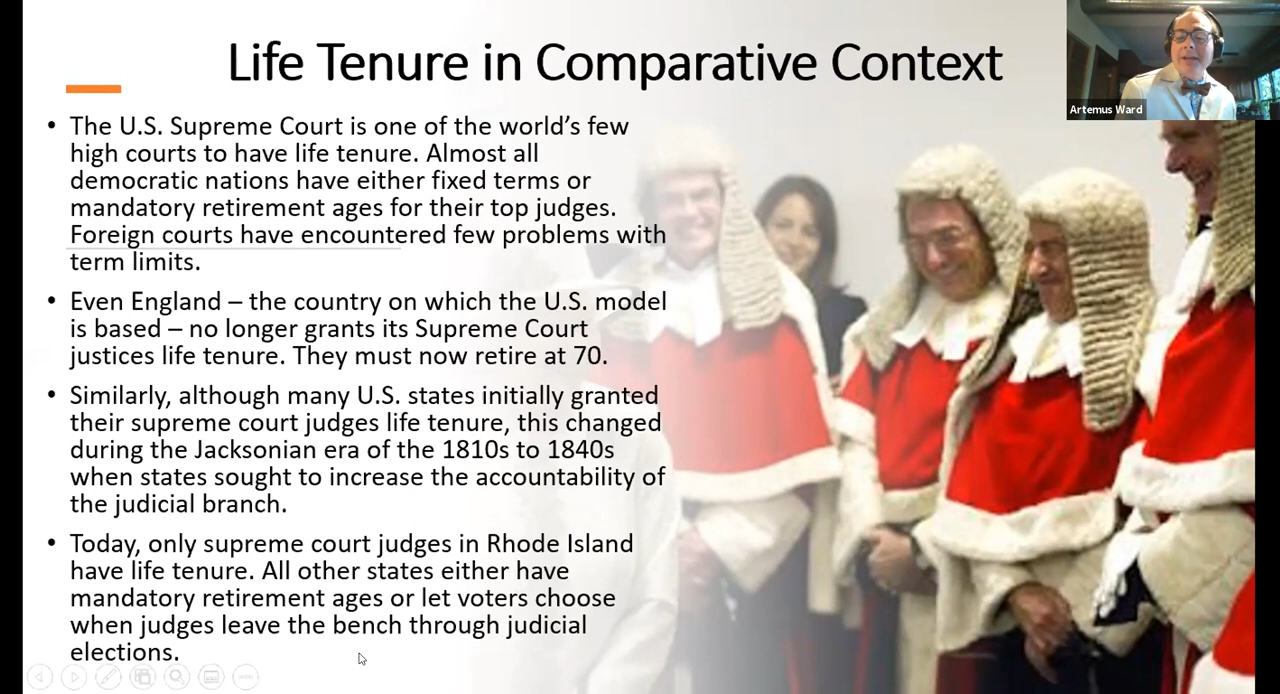 Life Tenure in Comparative Context
Artemus Ward
• The U.S. Supreme Court is one of the world's few
high courts to have life tenure. Almost all
democratic nations have either fixed terms or
mandatory retirement ages for their top judges.
Foreign courts have encountered few problems with
term limits.
• Even England – the country on which the U.S. model
is based – no longer grants its Supreme Court
justices life tenure. They must now retire at 70.
• Similarly, although many U.S. states initially granted
their supreme court judges life tenure, this changed
during the Jacksonian era of the 1810s to 1840s
when states sought to increase the accountability of
the judicial branch.
• Today, only supreme court judges in Rhode Island
have life tenure. All other states either have
mandatory retirement ages or let voters choose
when judges leave the bench through judicial
elections.